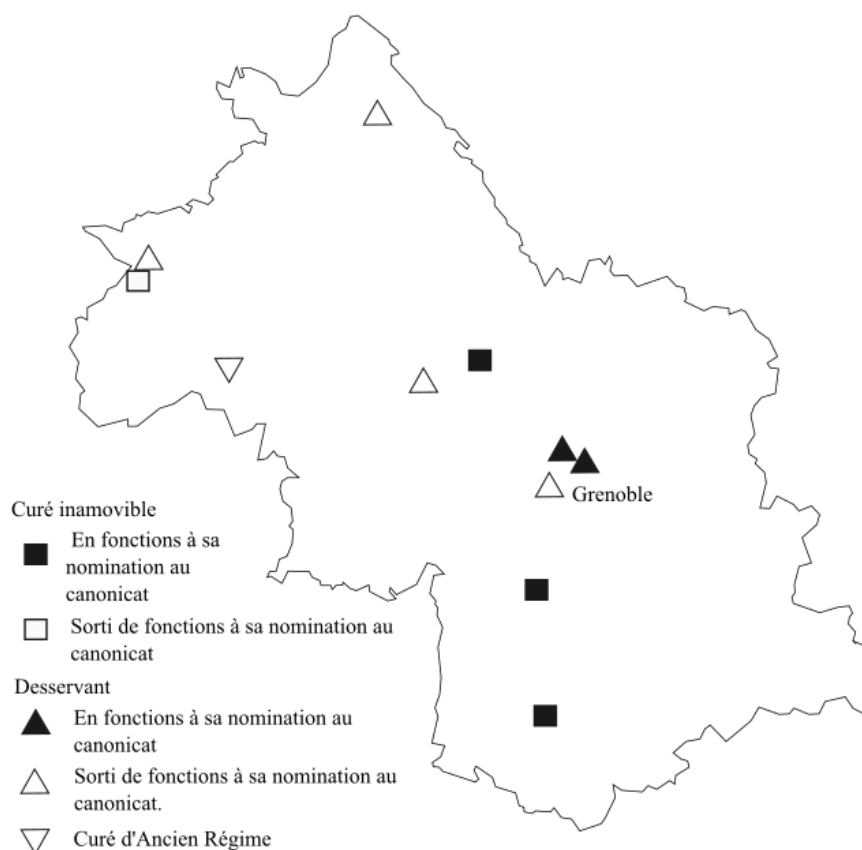 Grenoble
Curé inamovible
En fonctions à sa
nomination au
canonicat
Sorti de fonctions à sa nomination au
canonicat
Desservant
En fonctions à sa nomination au
canonicat
Sorti de fonctions à sa nomination au
canonicat.
Curé d'Ancien Régime